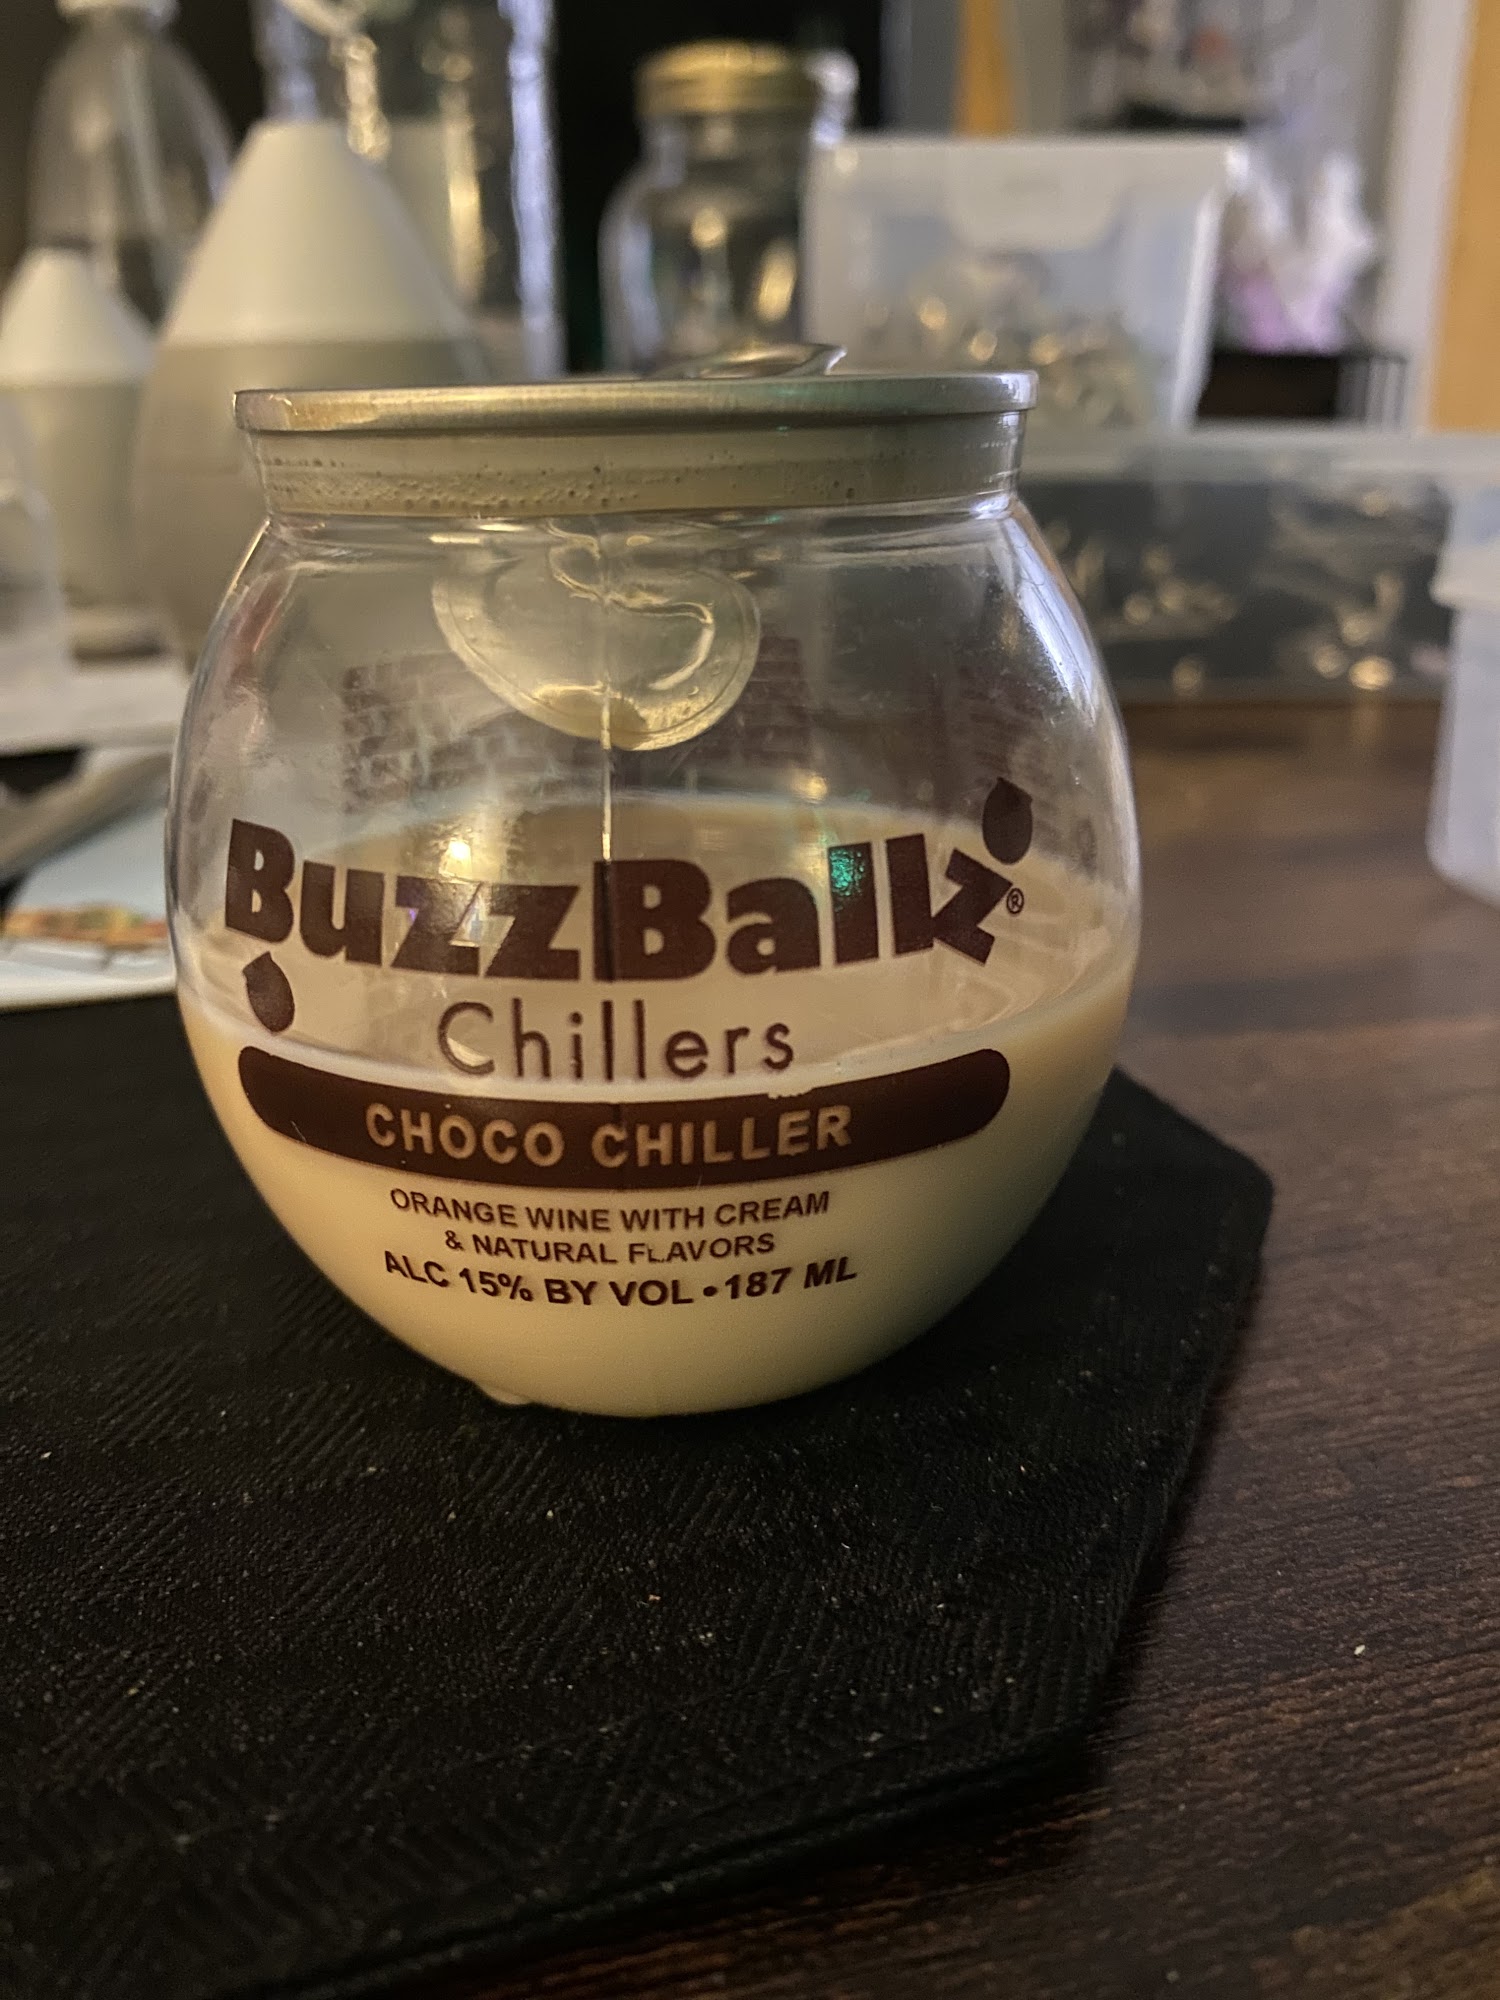 BuzzBallz®
Chillers
CHOCO CHILLER
ORANGE WINE WITH CREAM
& NATURAL FLAVORS
ALC 15% BY VOL • 187 ML